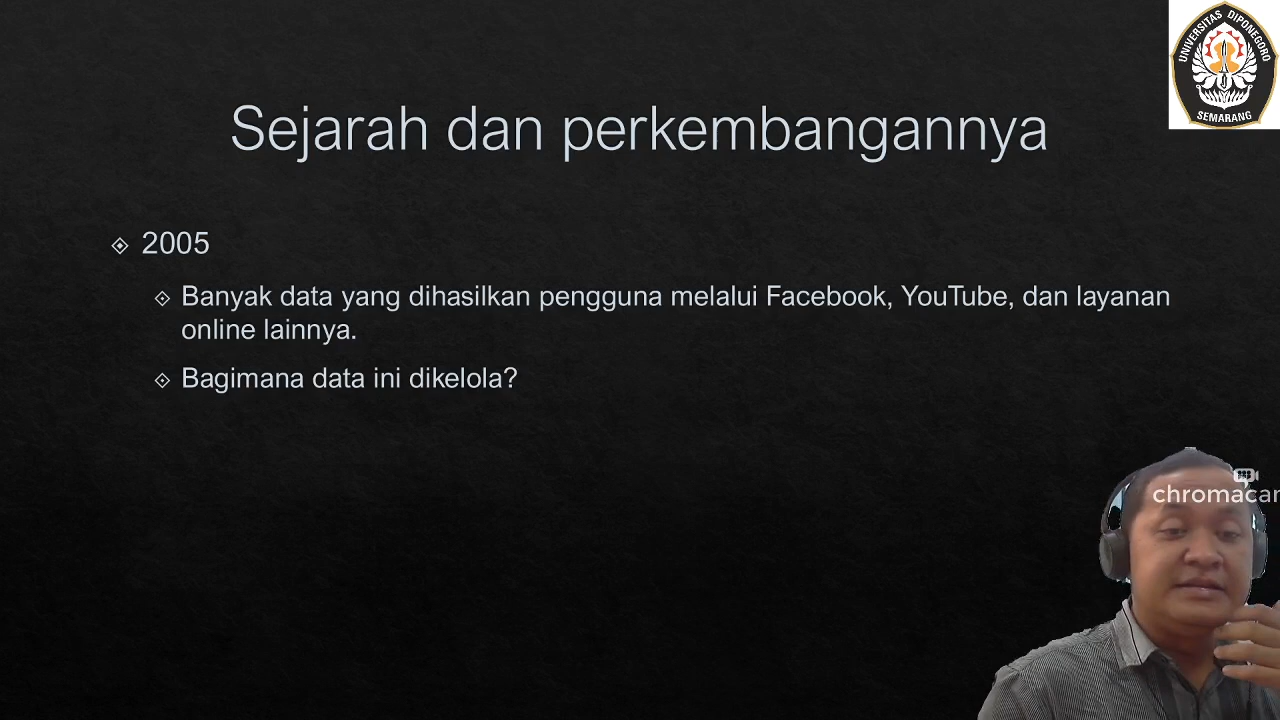 UNIVERSITAS DIPONEGORO
SEMARANG
Sejarah dan perkembangannya
2005
Banyak data yang dihasilkan pengguna melalui Facebook, YouTube, dan layanan
online lainnya.
Bagimana data ini dikelola?
chromacam